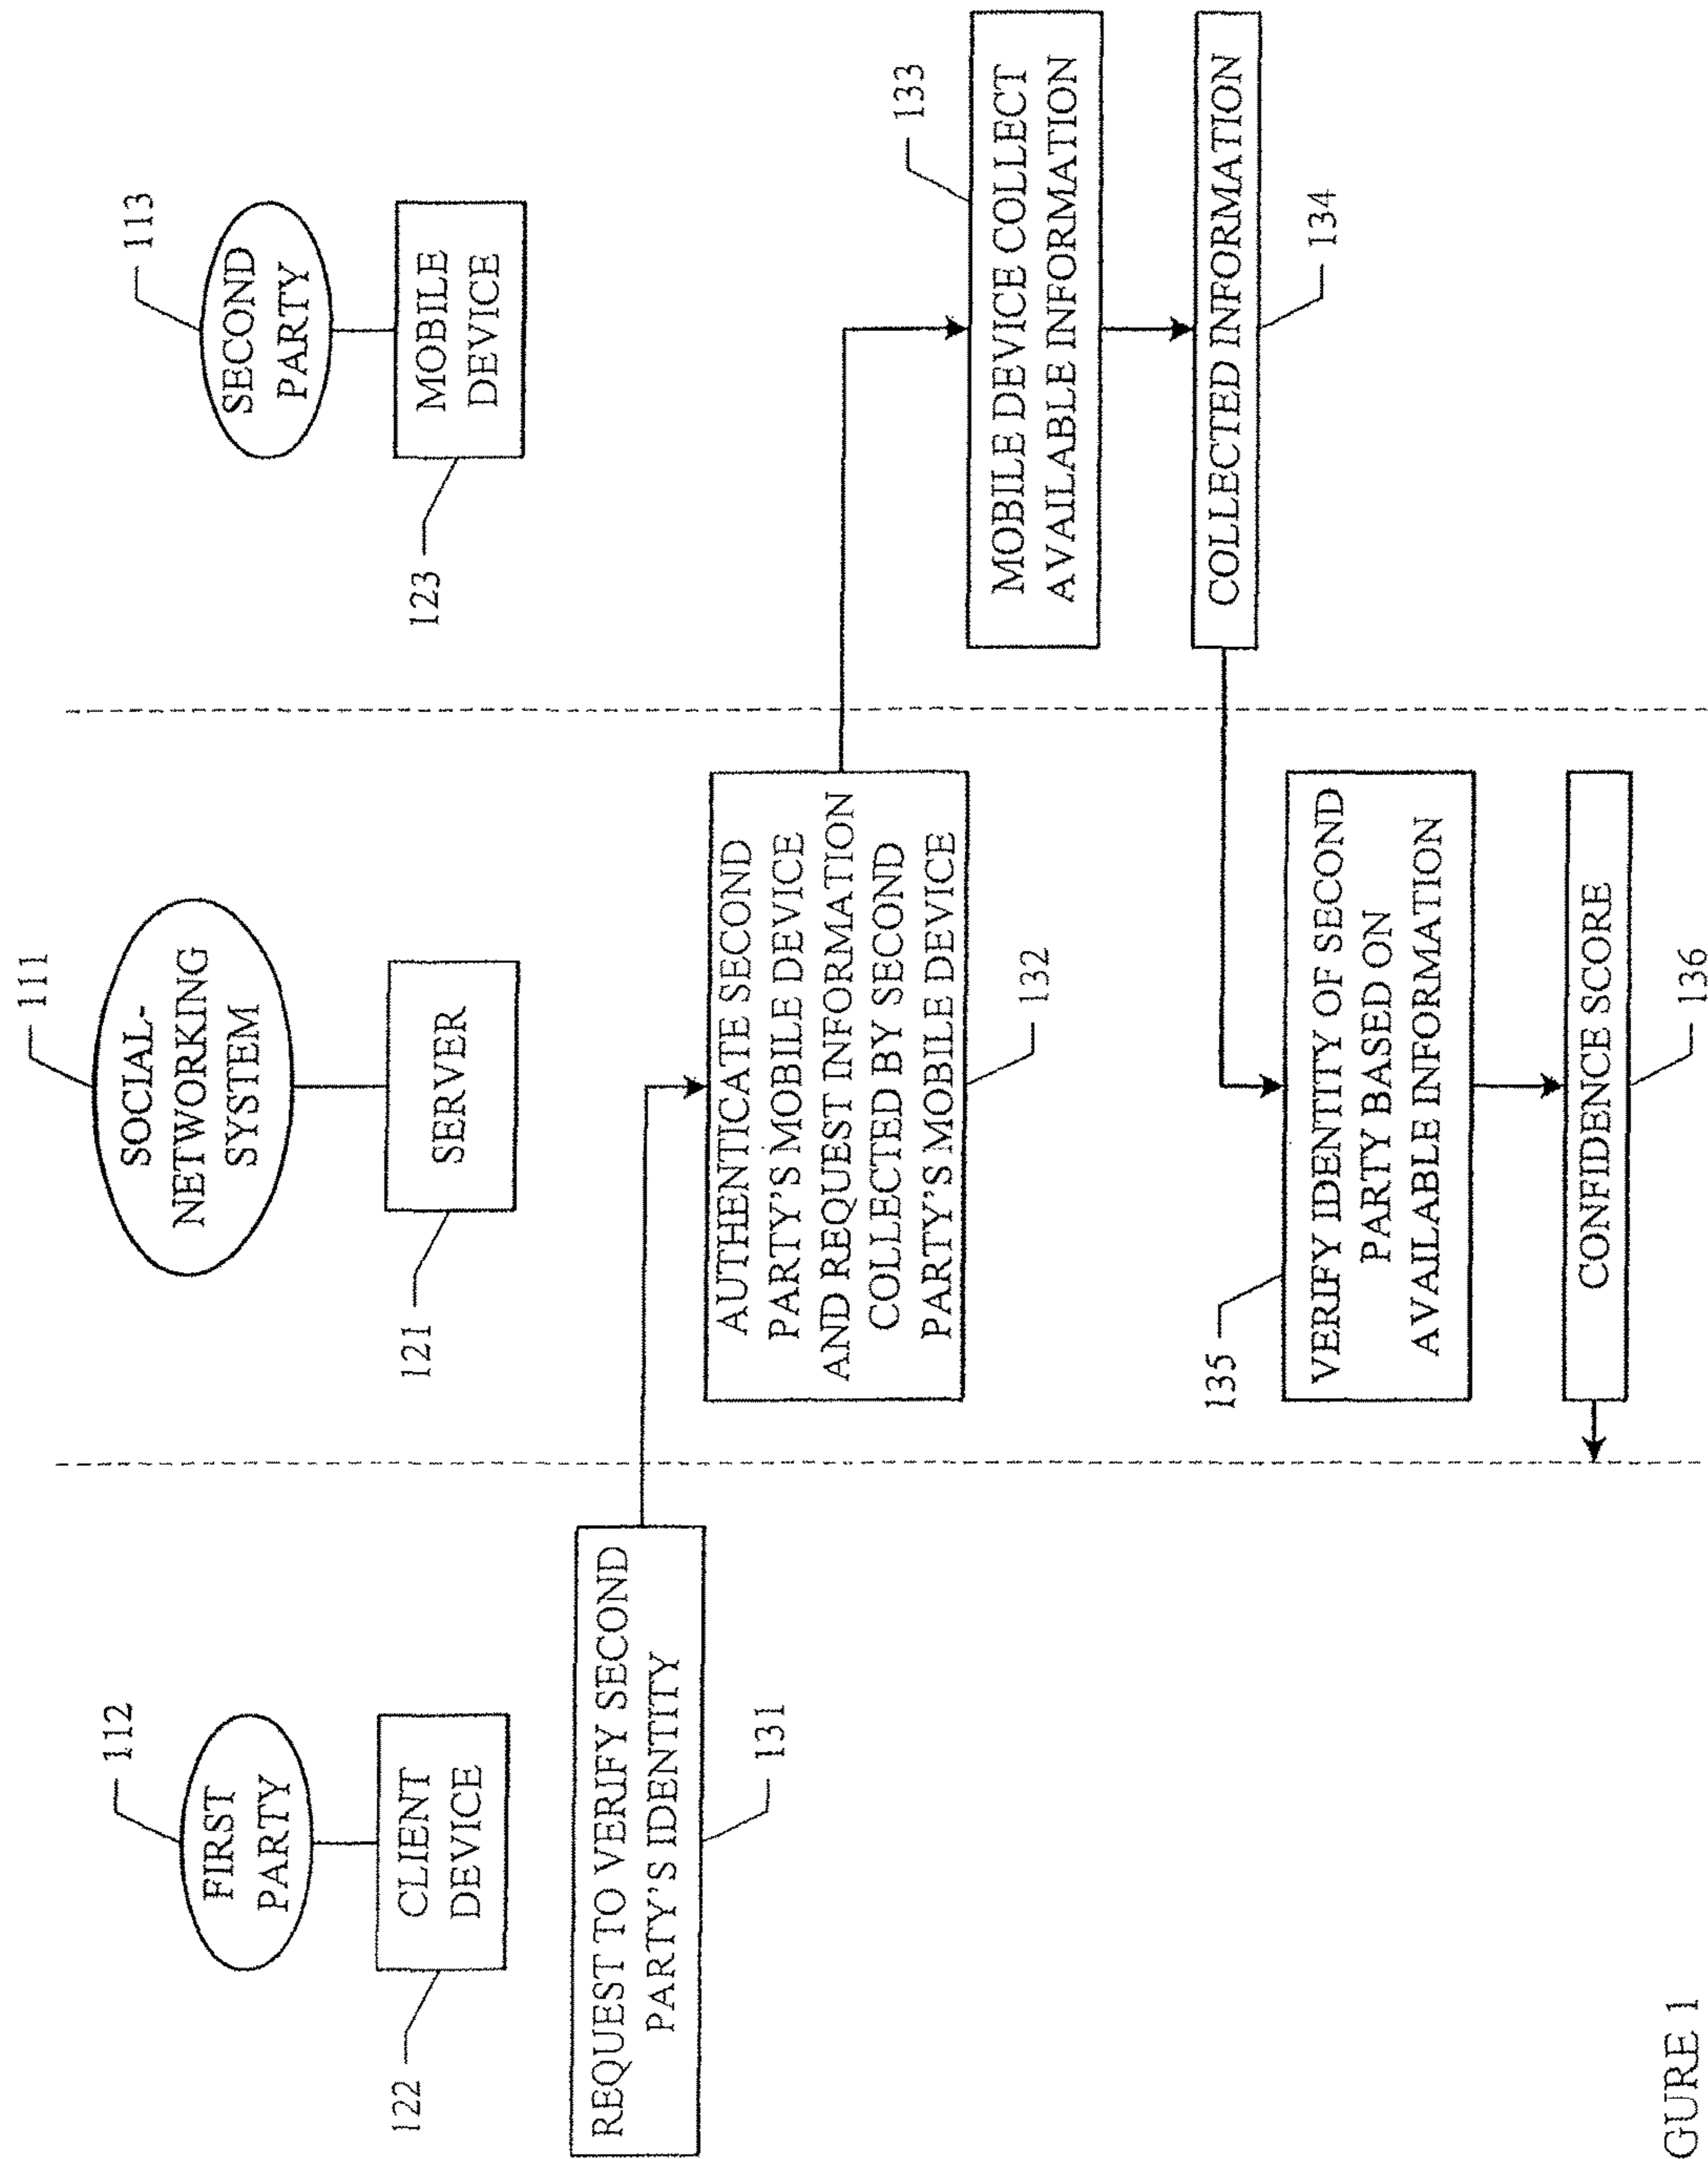 111
SOCIAL-
NETWORKING
SYSTEM
SERVER
121
112
FIRST
PARTY
CLIENT
DEVICE
122
113
SECOND
PARTY
MOBILE
DEVICE
123
REQUEST TO VERIFY SECOND
PARTY'S IDENTITY
131
AUTHENTICATE SECOND
PARTY'S MOBILE DEVICE
AND REQUEST INFORMATION
COLLECTED BY SECOND
PARTY'S MOBILE DEVICE
132
133
MOBILE DEVICE COLLECT
AVAILABLE INFORMATION
COLLECTED INFORMATION
134
135
VERIFY IDENTITY OF SECOND
PARTY BASED ON
AVAILABLE INFORMATION
CONFIDENCE SCORE
136
GURE 1